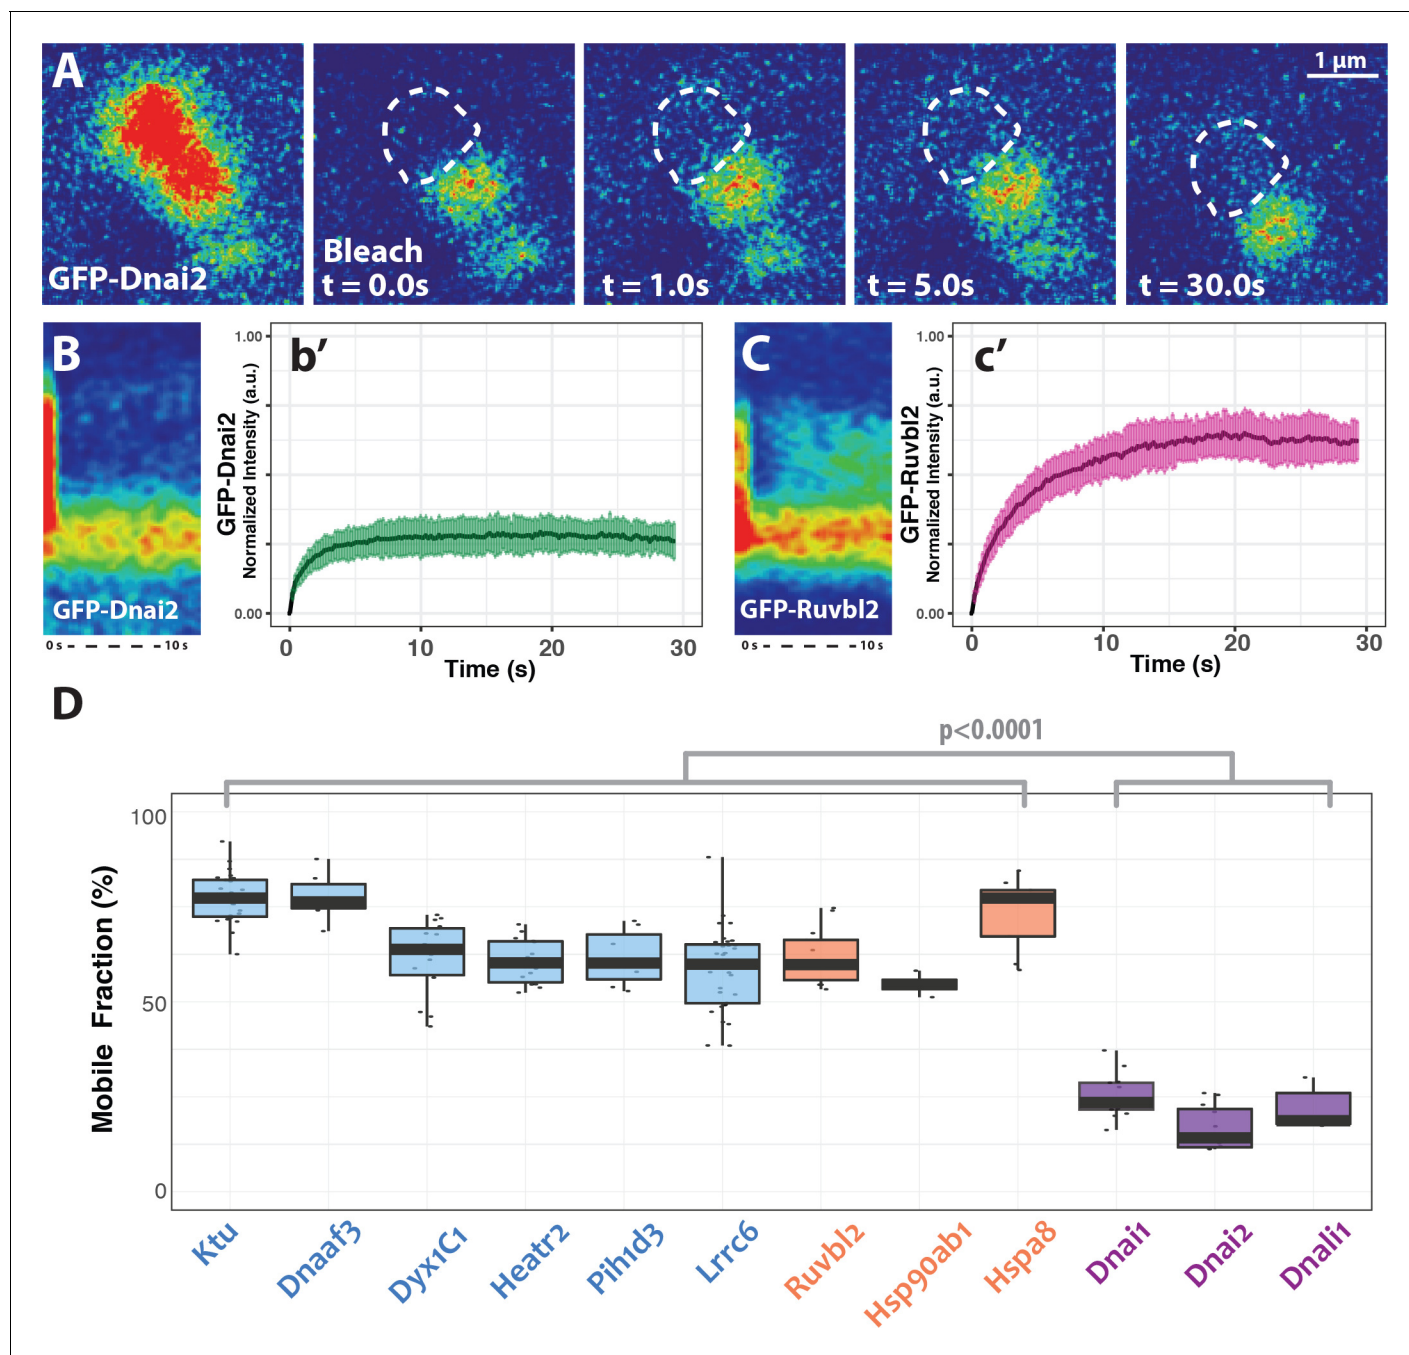 A
1 µm
GFP-Dnai2
Bleach
t = 0.0s
t = 1.0s
t = 5.0s
t = 30.0s
B
GFP-Dnai2
0 s
10 s
b’
GFP-Dnai2
Normalized Intensity (a.u.)
1.00
0.00
0
10
20
30
Time (s)
C
GFP-Ruvbl2
0 s
10 s
c’
GFP-Ruvbl2
Normalized Intensity (a.u.)
1.00
0.00
0
10
20
30
Time (s)
D
p<0.0001
Mobile Fraction (%)
100
50
0
Ktu
Dnaaf3
Dyx1C1
Heatr2
Pih1d3
Lrrc6
Ruvbl2
Hsp90ab1
Hspa8
Dnai1
Dnai2
Dnali1